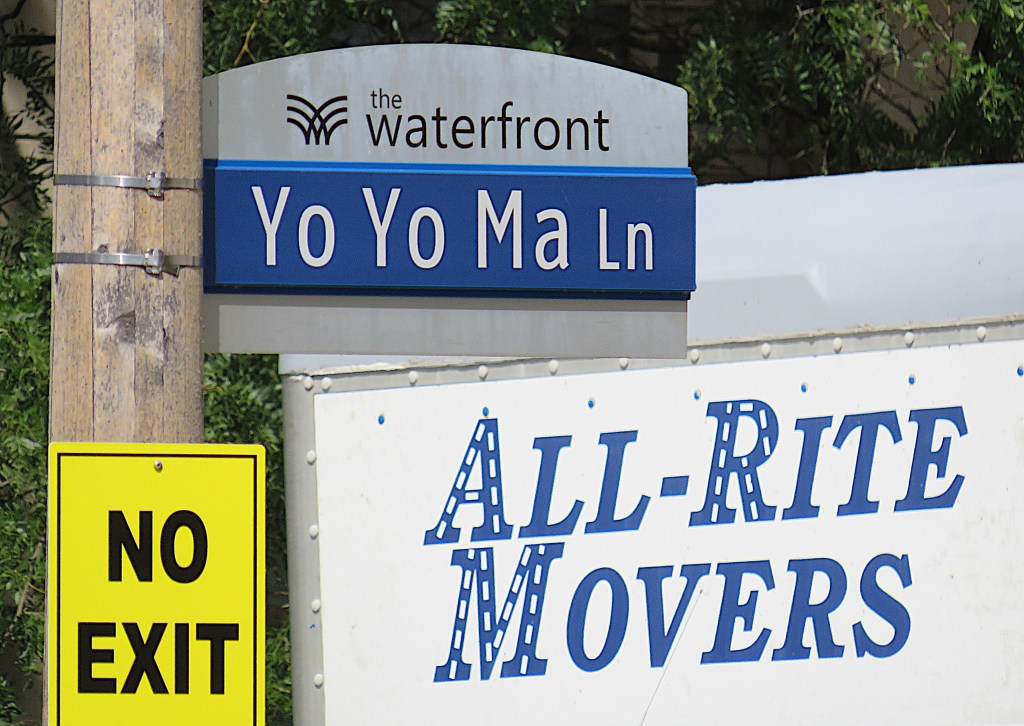 the
waterfront
Yo Yo Ma Ln
NO
EXIT
ALL-RITE
MOVERS